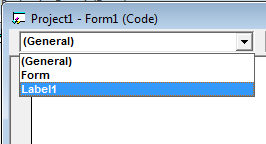 Project1 - Form1 (Code)
(General)
(General)
Form
Label1